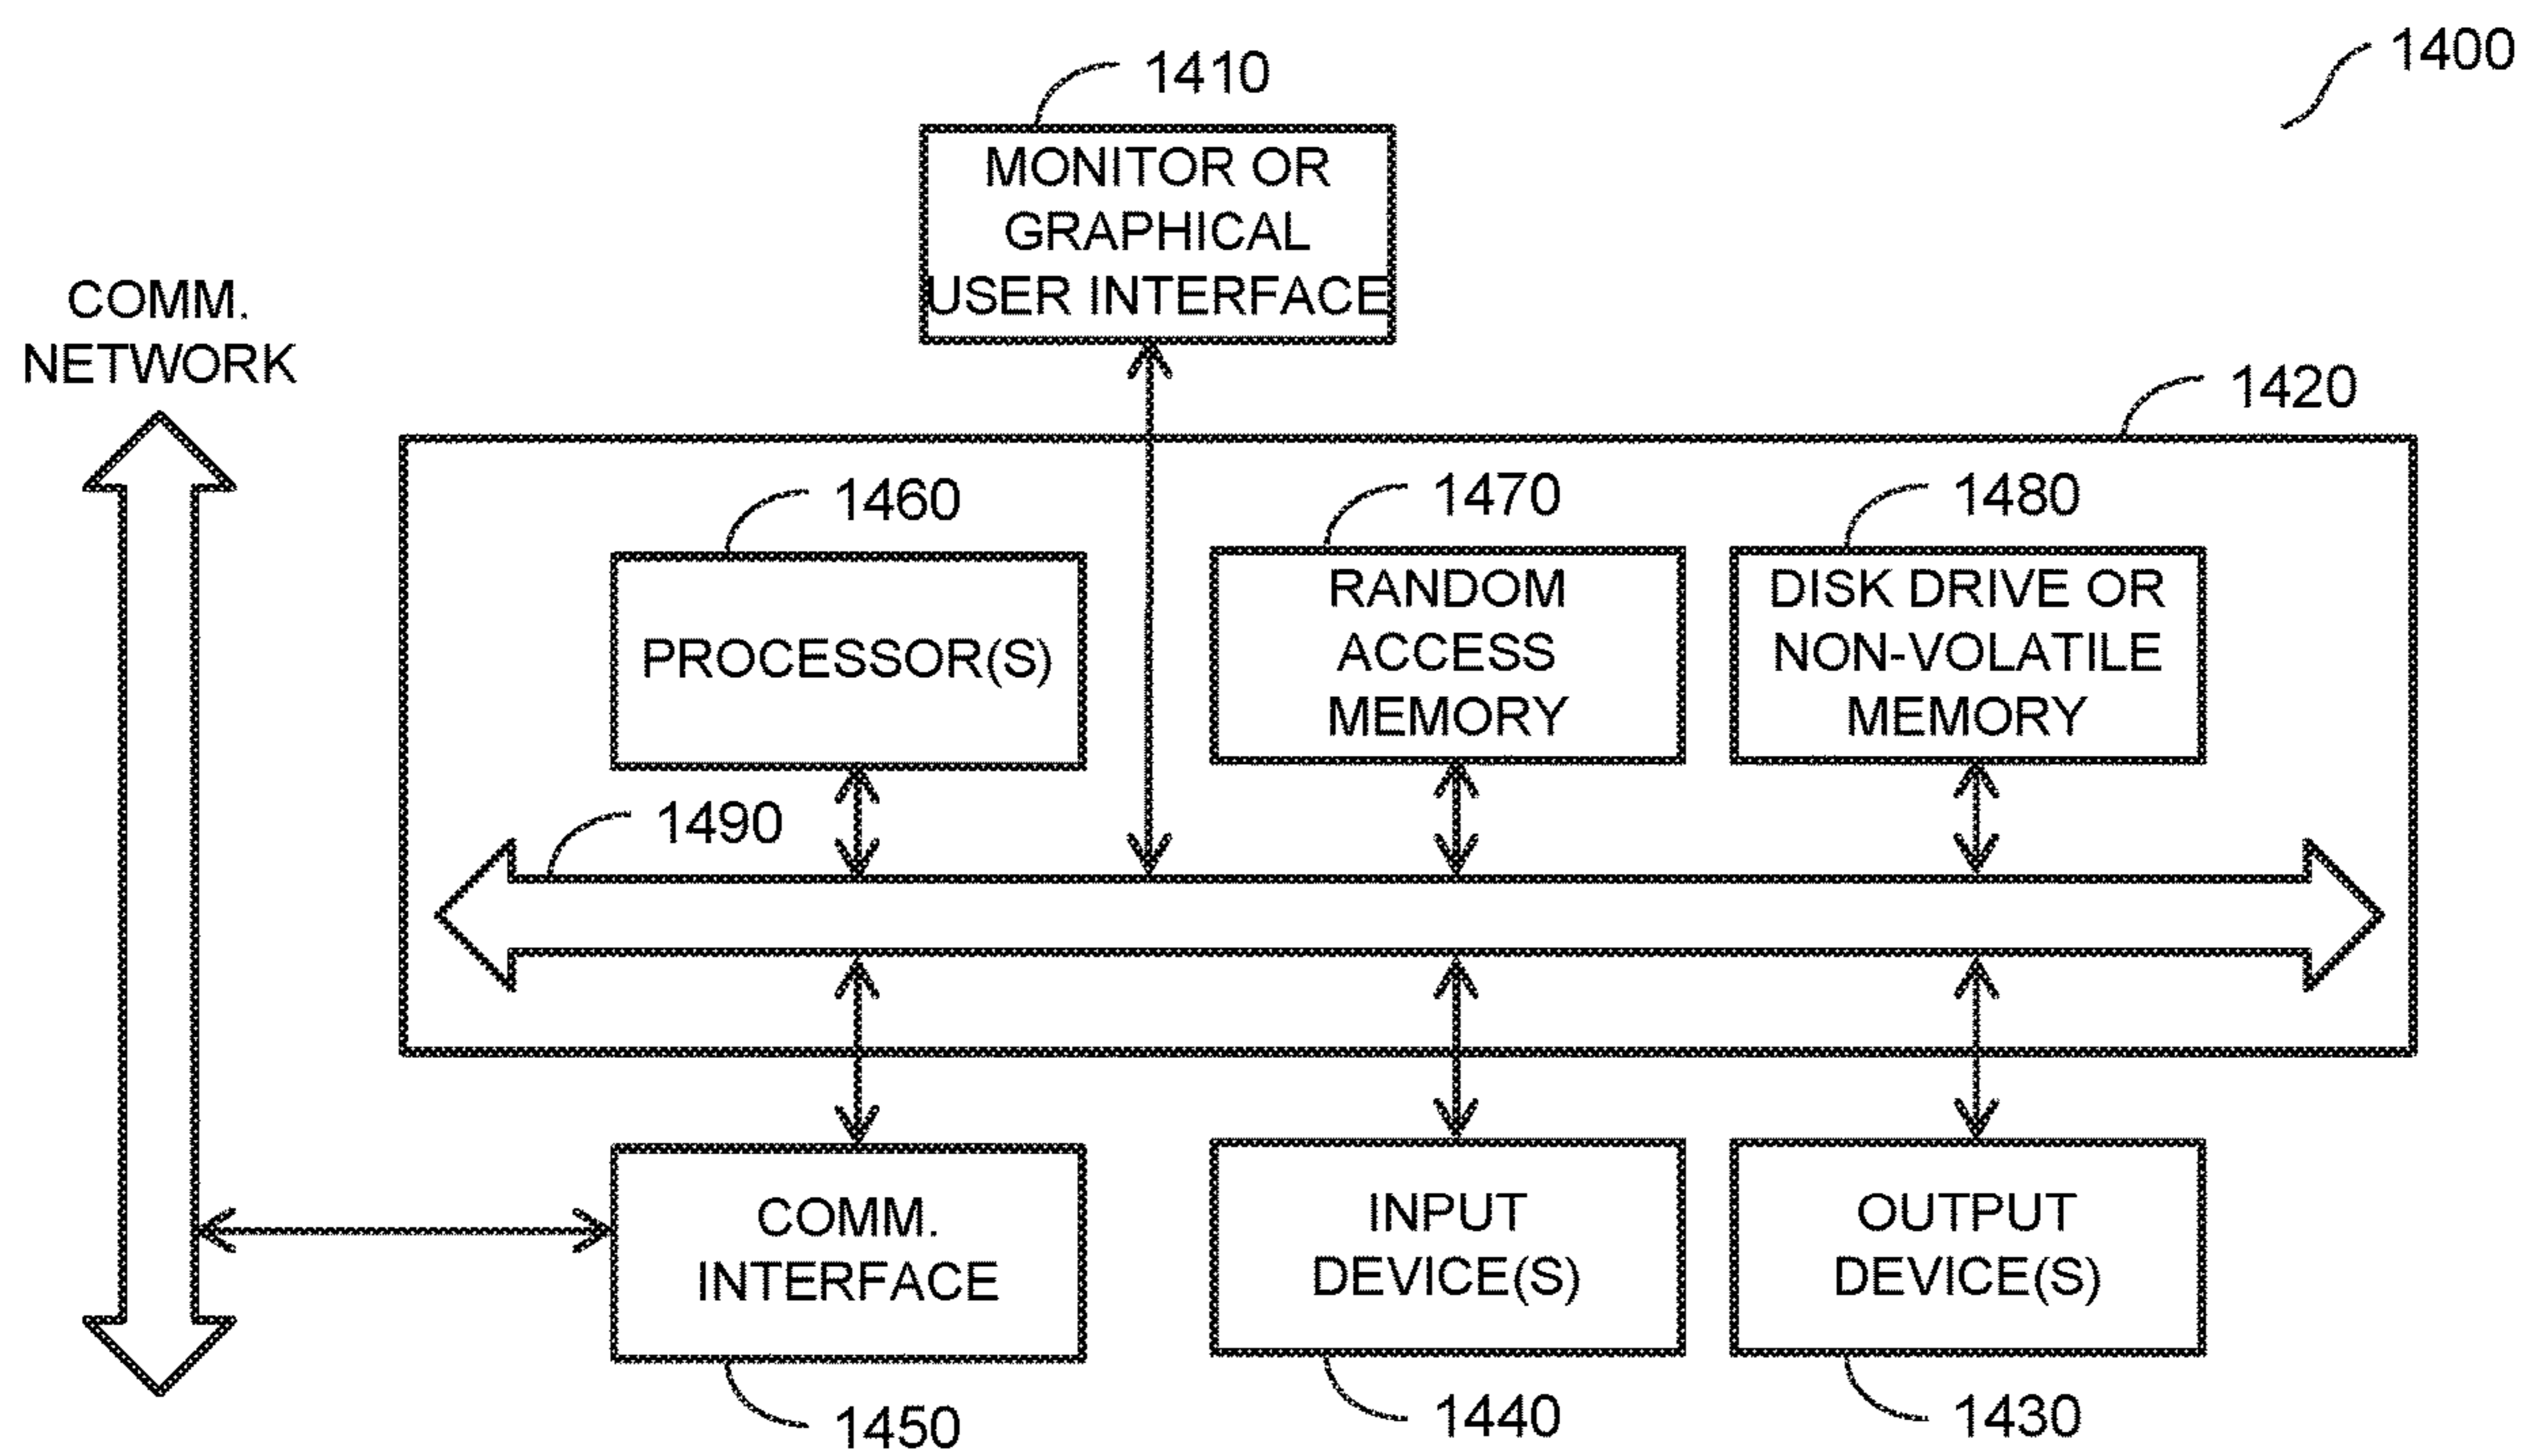 1400
1410
MONITOR OR
GRAPHICAL
USER INTERFACE
COMM.
NETWORK
1420
1460
PROCESSOR(S)
1470
RANDOM
ACCESS
MEMORY
1480
DISK DRIVE OR
NON-VOLATILE
MEMORY
1490
COMM.
INTERFACE
1450
INPUT
DEVICE(S)
1440
OUTPUT
DEVICE(S)
1430